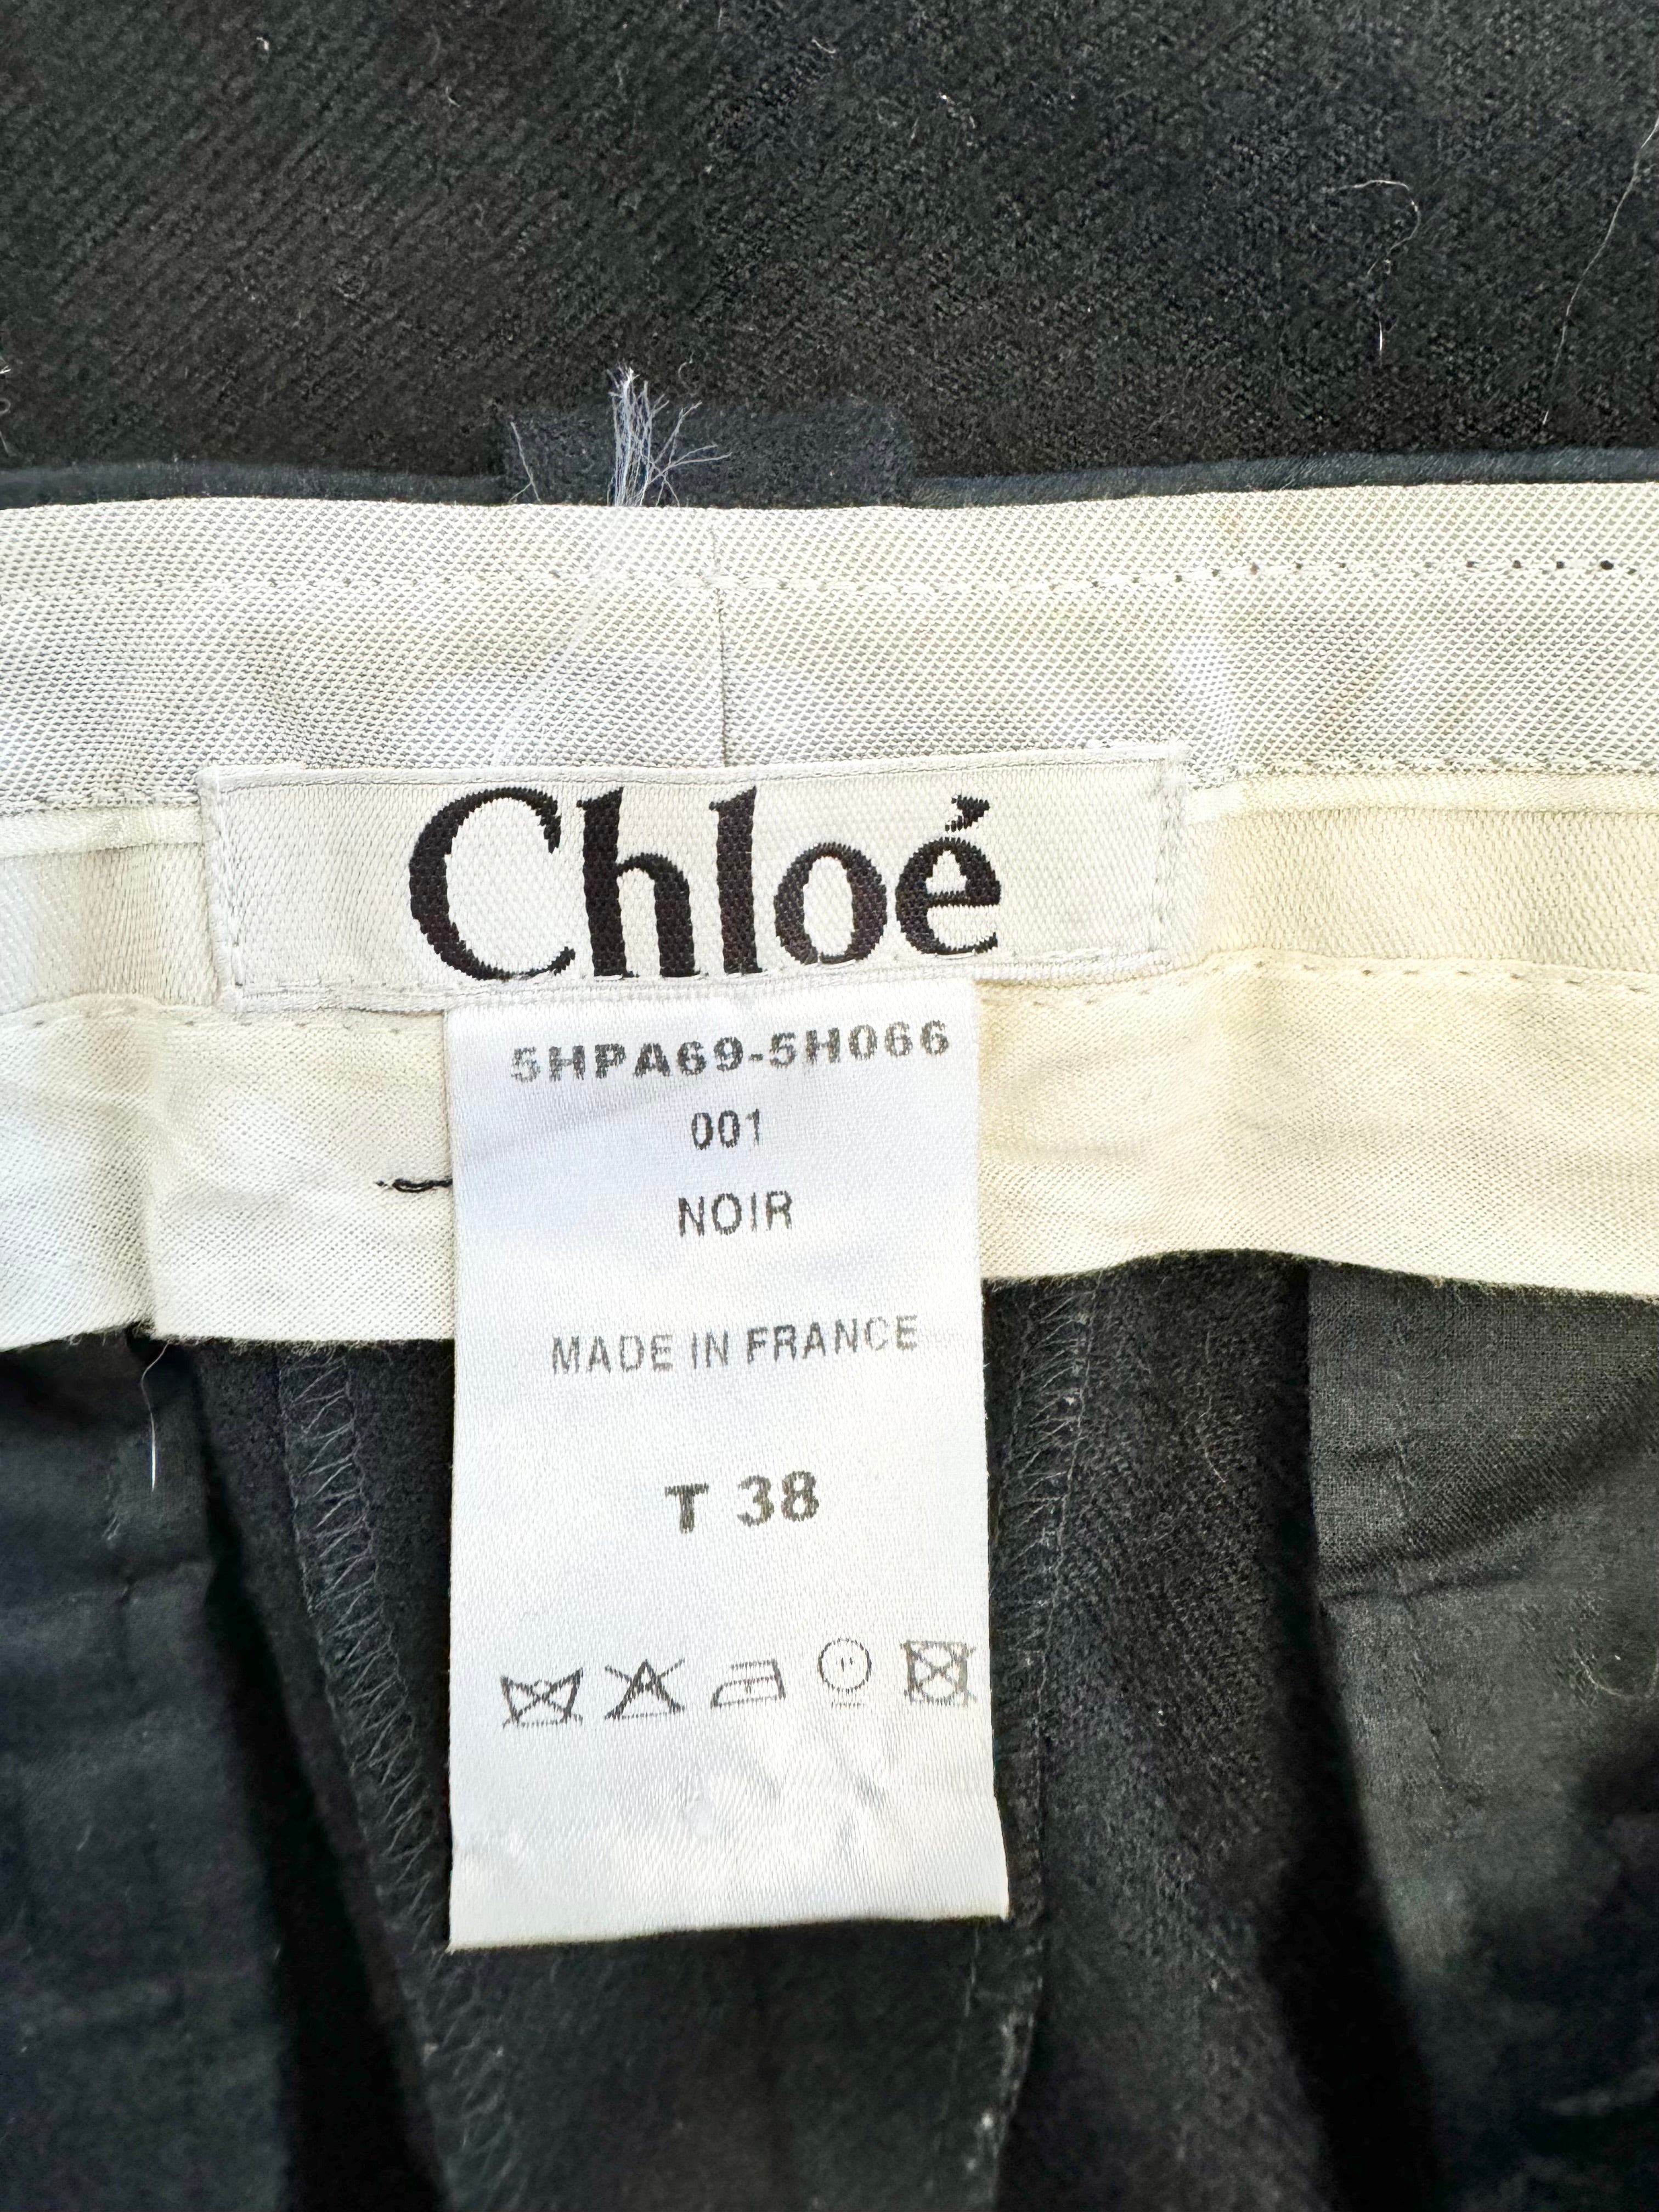 Chloé
5HPA69-5H066
001
NOIR
MADE IN FRANCE
T 38